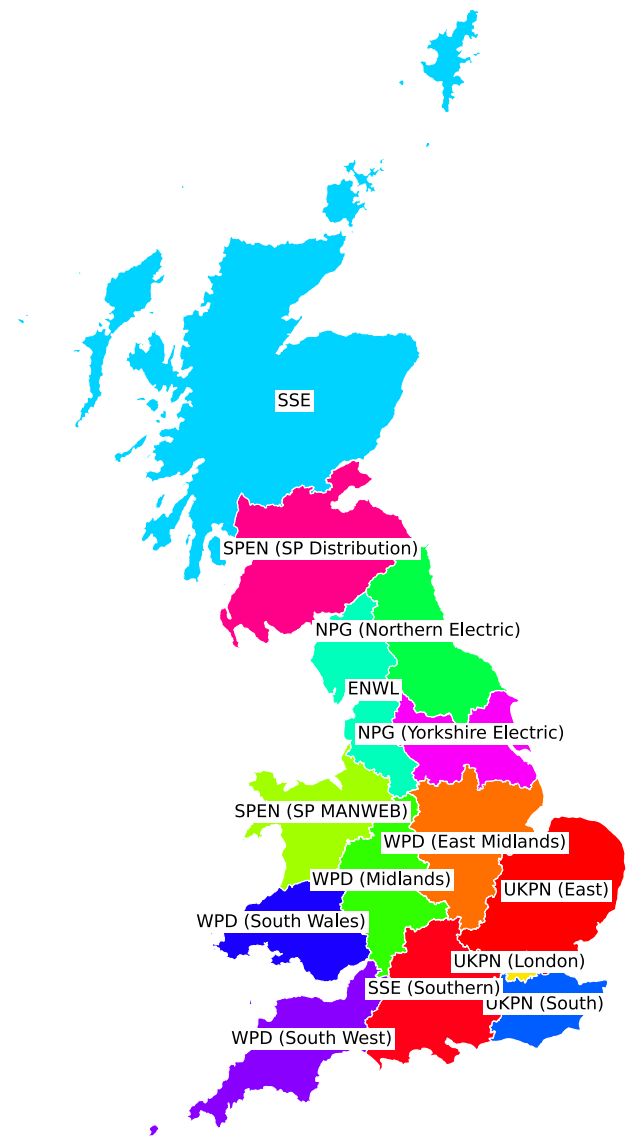 SSE
SPEN (SP Distribution)
NPG (Northern Electric)
ENWL
NPG (Yorkshire Electric)
SPEN (SP MANWEB)
WPD (East Midlands)
WPD (Midlands)
UKPN (East)
WPD (South Wales)
UKPN (London)
SSE (Southern)
UKPN (South)
WPD (South West)